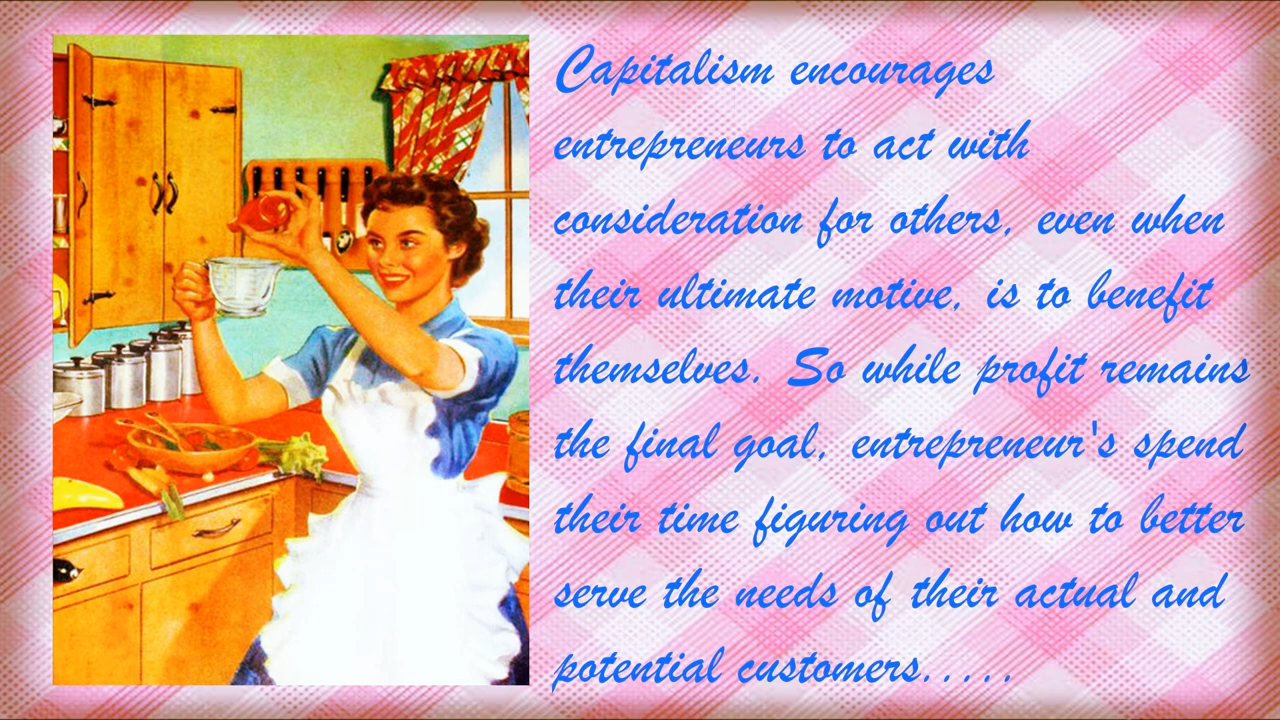 Capitalism encourages
entrepreneurs to act with
consideration for others, even when
their ultimate motive, is to benefit
themselves. So while profit remains
the final goal, entrepreneur's spend
their time figuring out how to better
serve the needs of their actual and
potential customers.....